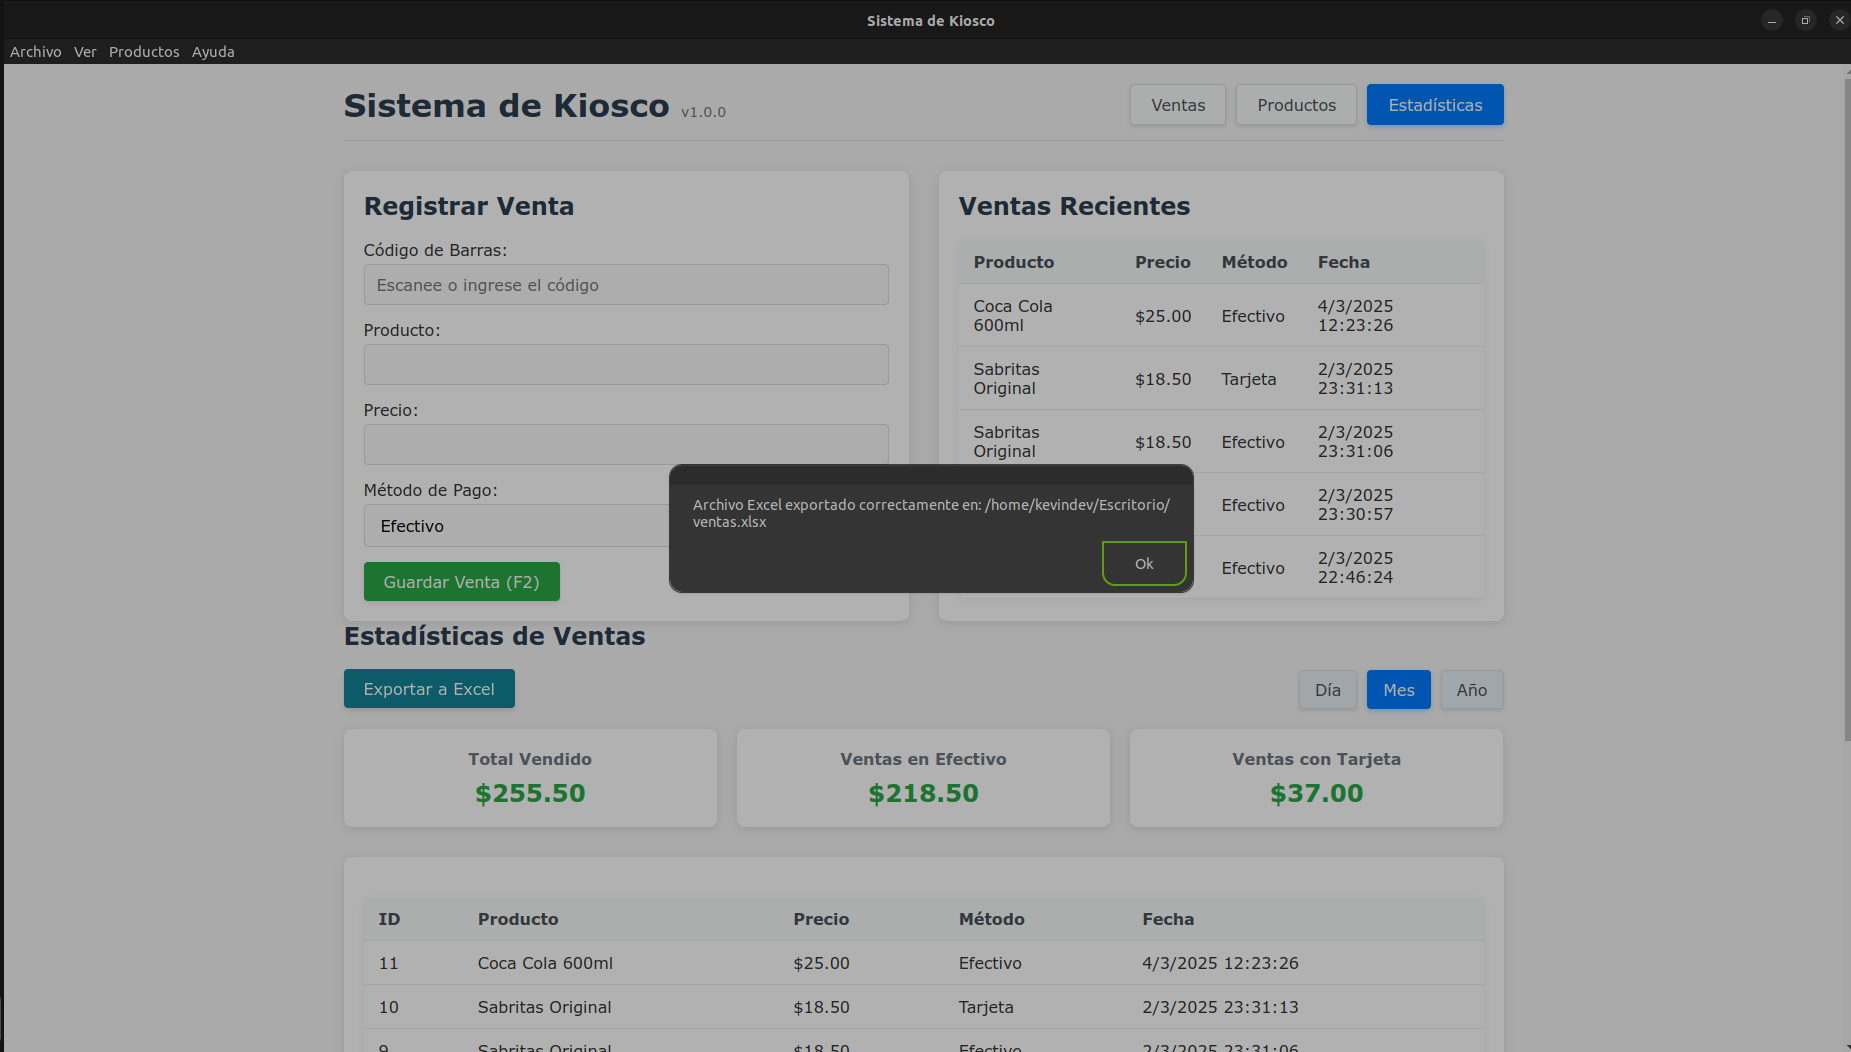 Sistema de Kiosco
Archivo Ver Productos Ayuda
Sistema de Kiosco v1.0.0
Ventas Productos Estadísticas
Registrar Venta
Código de Barras:
Escanee o ingrese el código
Producto:
Precio:
Método de Pago:
Efectivo
Guardar Venta (F2)
Ventas Recientes
Producto Precio Método Fecha
Coca Cola 600ml $25.00 Efectivo 4/3/2025 12:23:26
Sabritas Original $18.50 Tarjeta 2/3/2025 23:31:13
Sabritas Original $18.50 Efectivo 2/3/2025 23:31:06
Efectivo 2/3/2025 23:30:57
Efectivo 2/3/2025 22:46:24
Archivo Excel exportado correctamente en: /home/kevindev/Escritorio/
ventas.xlsx
Ok
Estadísticas de Ventas
Exportar a Excel
Día Mes Año
Total Vendido
$255.50
Ventas en Efectivo
$218.50
Ventas con Tarjeta
$37.00
ID Producto Precio Método Fecha
11 Coca Cola 600ml $25.00 Efectivo 4/3/2025 12:23:26
10 Sabritas Original $18.50 Tarjeta 2/3/2025 23:31:13
9 Sabritas Original $18.50 Efectivo 2/3/2025 23:31:06